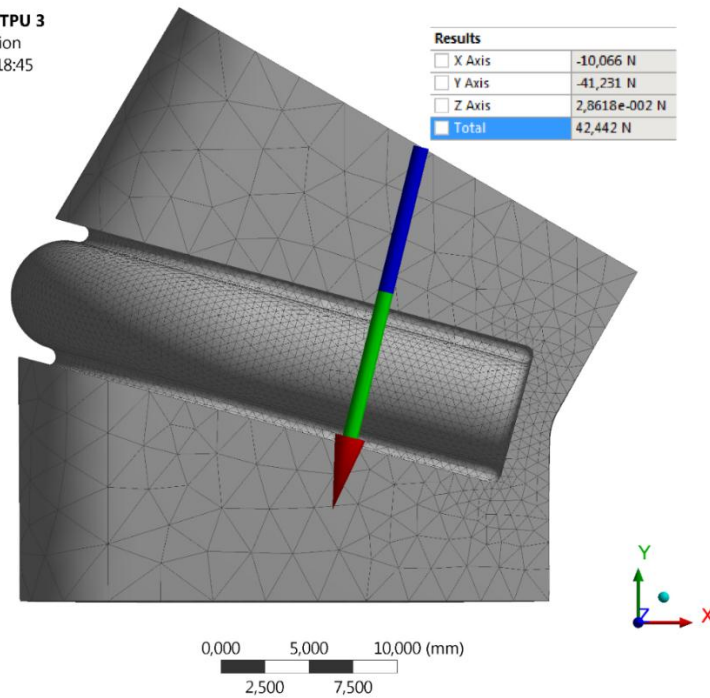 TPU 3
ion
18:45
Results
X Axis -10,066 N
Y Axis -41,231 N
Z Axis 2,8618e-002 N
Total 42,442 N
Y
Z
X
0,000 5,000 10,000 (mm)
2,500 7,500